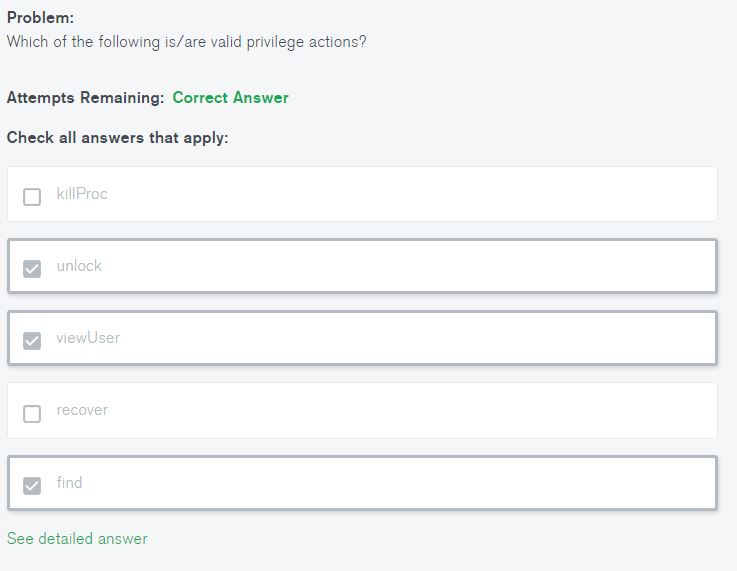 Problem:
Which of the following is/are valid privilege actions?
Attempts Remaining: Correct Answer
Check all answers that apply:
killProc
unlock
viewUser
recover
find
See detailed answer